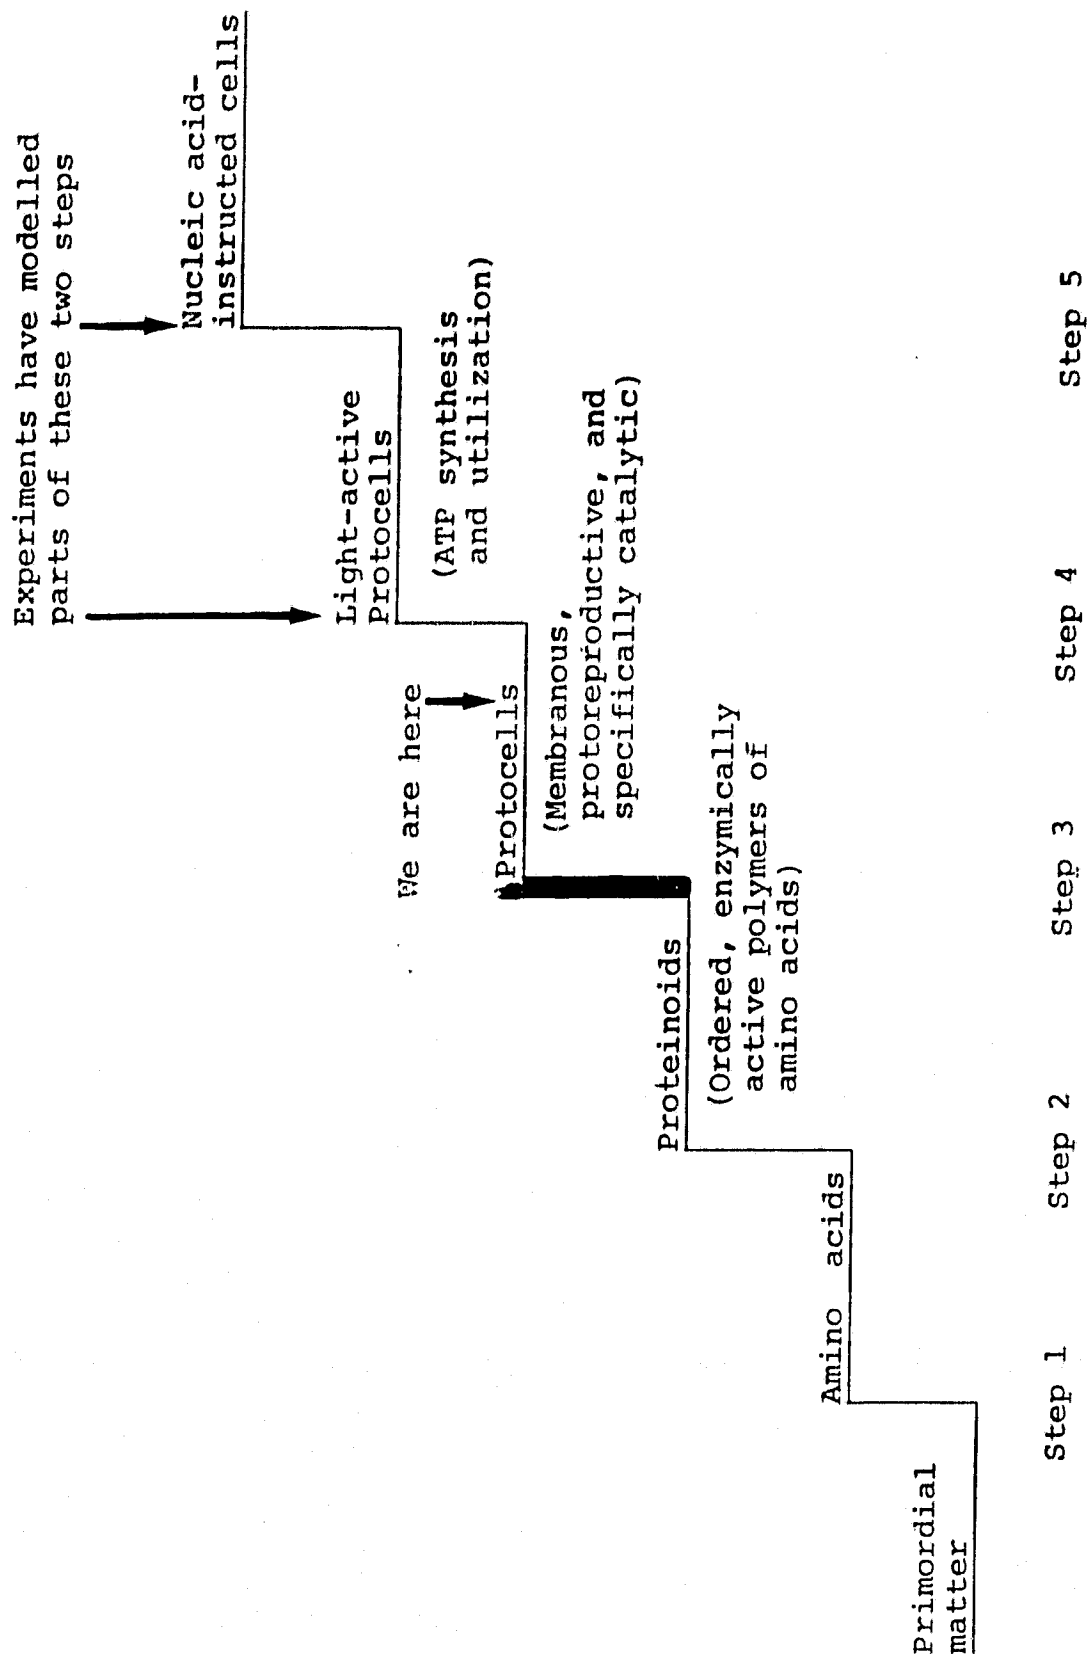 Experiments have modelled
parts of these two steps
Nucleic acid-
instructed cells
Light-active
Protocells
(ATP synthesis
and utilization)
We are here
Protocells
(Membranous,
protoreproductive, and
specifically catalytic)
Proteinoids
(Ordered, enzymically
active polymers of
amino acids)
Amino acids
Primordial
matter
Step 1
Step 2
Step 3
Step 4
Step 5